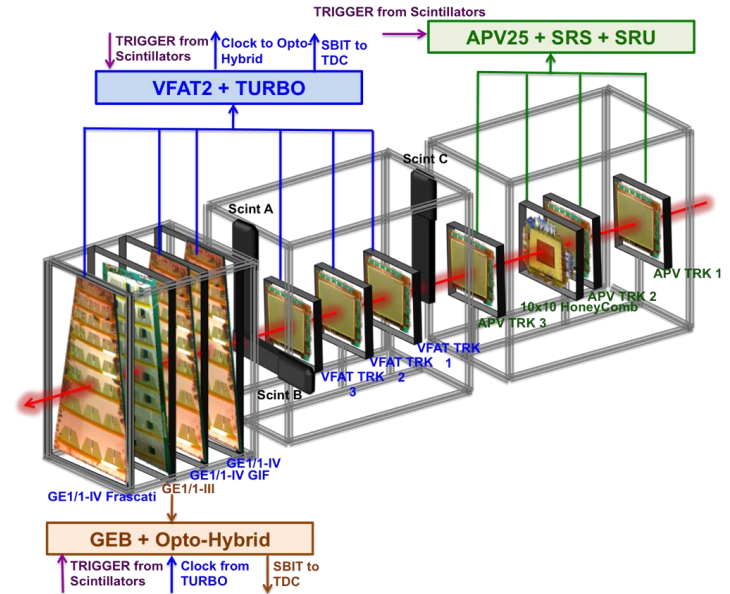 TRIGGER from Scintillators
APV25 + SRS + SRU
TRIGGER from
Scintillators
Clock to Opto-
Hybrid
SBIT to
TDC
VFAT2 + TURBO
Scint C
Scint A
APV TRK 1
APV TRK 2
10x10 HoneyComb
APV TRK 3
VFAT TRK
1
VFAT TRK
2
VFAT TRK
3
Scint B
GE1/1-IV
GE1/1-IV GIF
GE1/1-III
GE1/1-IV Frascati
GEB + Opto-Hybrid
TRIGGER from
Scintillators
Clock from
TURBO
SBIT to
TDC